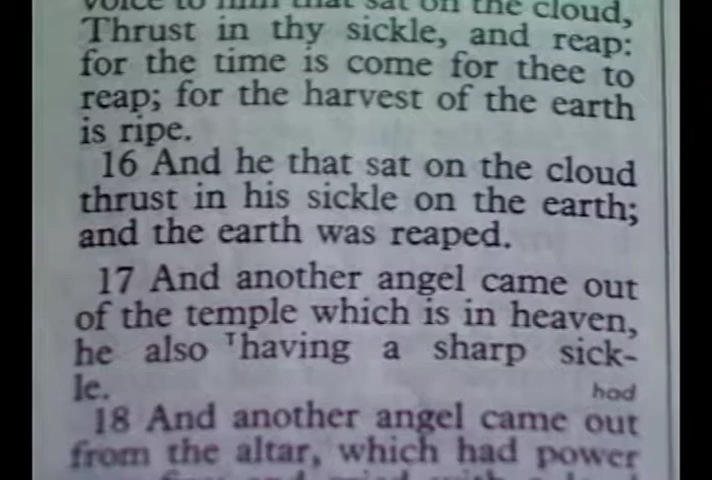 voice to him that sat on the cloud,
Thrust in thy sickle, and reap:
for the time is come for thee to
reap; for the harvest of the earth
is ripe.
16 And he that sat on the cloud
thrust in his sickle on the earth;
and the earth was reaped.
17 And another angel came out
of the temple which is in heaven,
he also ᵀhaving a sharp sick-
le. had
18 And another angel came out
from the altar, which had power